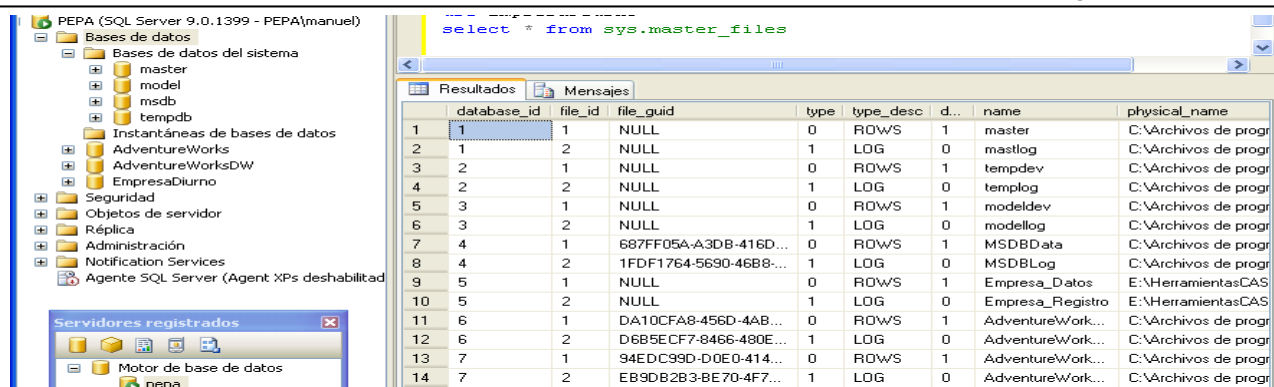 PEPA (SQL Server 9.0.1399 - PEPA\manuel)
Bases de datos
Bases de datos del sistema
master
model
msdb
tempdb
Instantáneas de bases de datos
AdventureWorks
AdventureWorksDW
EmpresaDiurno
Seguridad
Objetos de servidor
Réplica
Administración
Notification Services
Agente SQL Server (Agent XPs deshabilitad
Servidores registrados
Motor de base de datos
pepa
select * from sys.master_files
Resultados Mensajes
database_id file_id file_guid type type_desc d... name physical_name
1 1 1 NULL 0 ROWS 1 master C:\Archivos de progr
2 1 2 NULL 1 LOG 0 mastlog C:\Archivos de progr
3 2 1 NULL 0 ROWS 1 tempdev C:\Archivos de progr
4 2 2 NULL 1 LOG 0 templog C:\Archivos de progr
5 3 1 NULL 0 ROWS 1 modeldev C:\Archivos de progr
6 3 2 NULL 1 LOG 0 modellog C:\Archivos de progr
7 4 1 687FF05A-A3DB-416D... 0 ROWS 1 MSDBData C:\Archivos de progr
8 4 2 1FDF1764-5690-46B8-... 1 LOG 0 MSDBLog C:\Archivos de progr
9 5 1 NULL 0 ROWS 1 Empresa_Datos E:\HerramientasCAS
10 5 2 NULL 1 LOG 0 Empresa_Registro E:\HerramientasCAS
11 6 1 DA10CFA8-456D-4AB... 0 ROWS 1 AdventureWork... C:\Archivos de progr
12 6 2 D6B5ECF7-8466-480E... 1 LOG 0 AdventureWork... C:\Archivos de progr
13 7 1 94EDC99D-D0E0-414... 0 ROWS 1 AdventureWork... C:\Archivos de progr
14 7 2 EB9DB2B3-BE70-4F7... 1 LOG 0 AdventureWork... C:\Archivos de progr